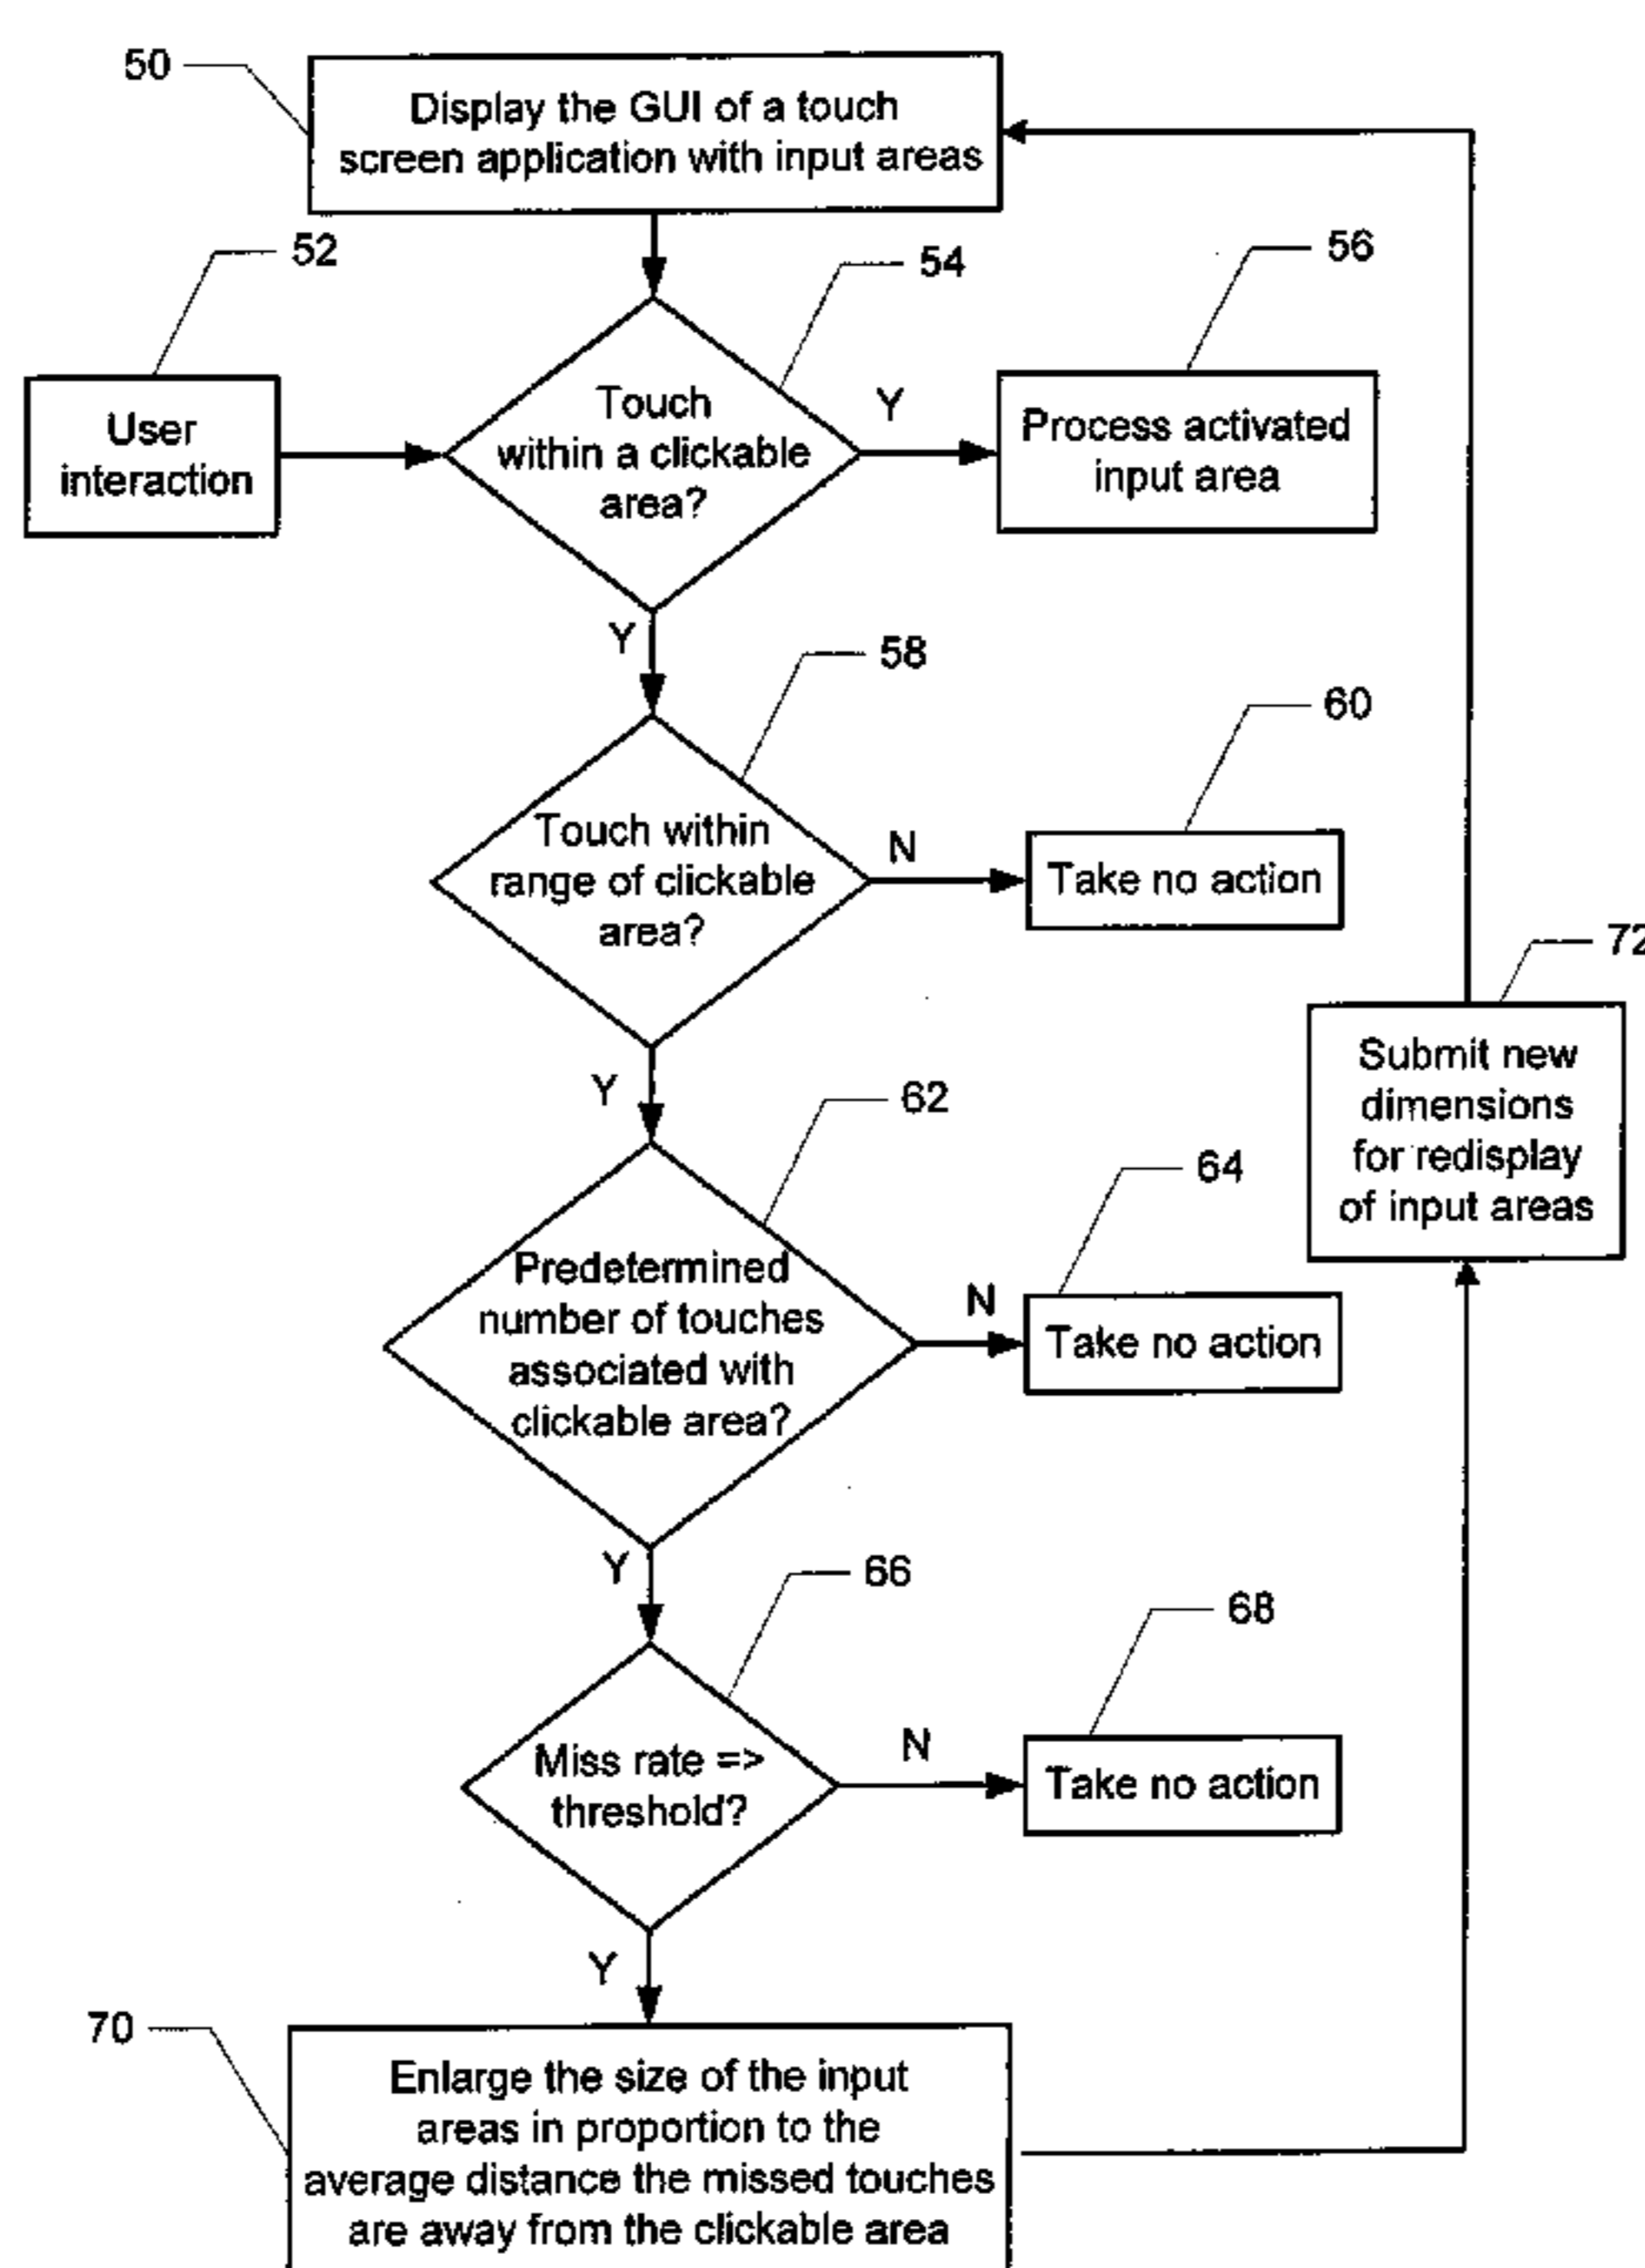 50
Display the GUI of a touch
screen application with input areas
52
54
56
User
interaction
Touch
within a clickable
area?
Y
Process activated
input area
Y
58
60
Touch within
range of clickable
area?
N
Take no action
72
Submit new
dimensions
for redisplay
of input areas
Y
62
64
Predetermined
number of touches
associated with
clickable area?
N
Take no action
Y
66
68
Miss rate =>
threshold?
N
Take no action
Y
70
Enlarge the size of the input
areas in proportion to the
average distance the missed touches
are away from the clickable area